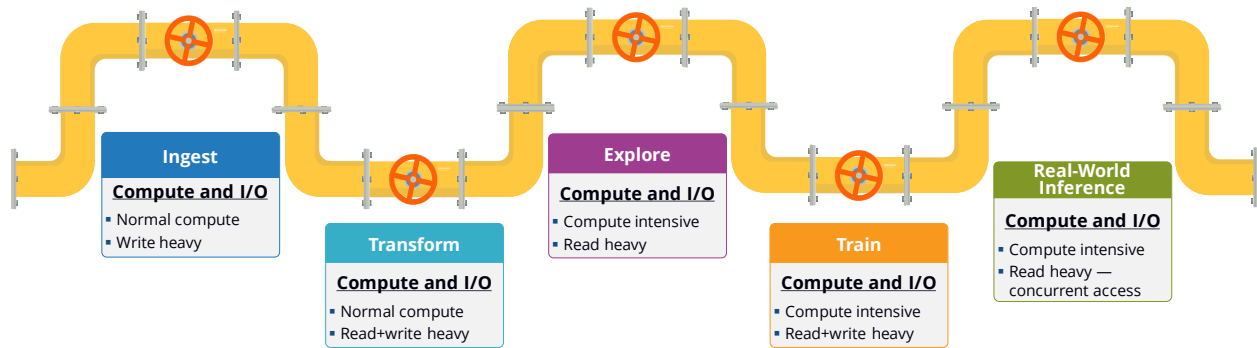 Ingest
Compute and I/O
▪ Normal compute
▪ Write heavy
Transform
Compute and I/O
▪ Normal compute
▪ Read+write heavy
Explore
Compute and I/O
▪ Compute intensive
▪ Read heavy
Train
Compute and I/O
▪ Compute intensive
▪ Read+write heavy
Real-World
Inference
Compute and I/O
▪ Compute intensive
▪ Read heavy —
concurrent access